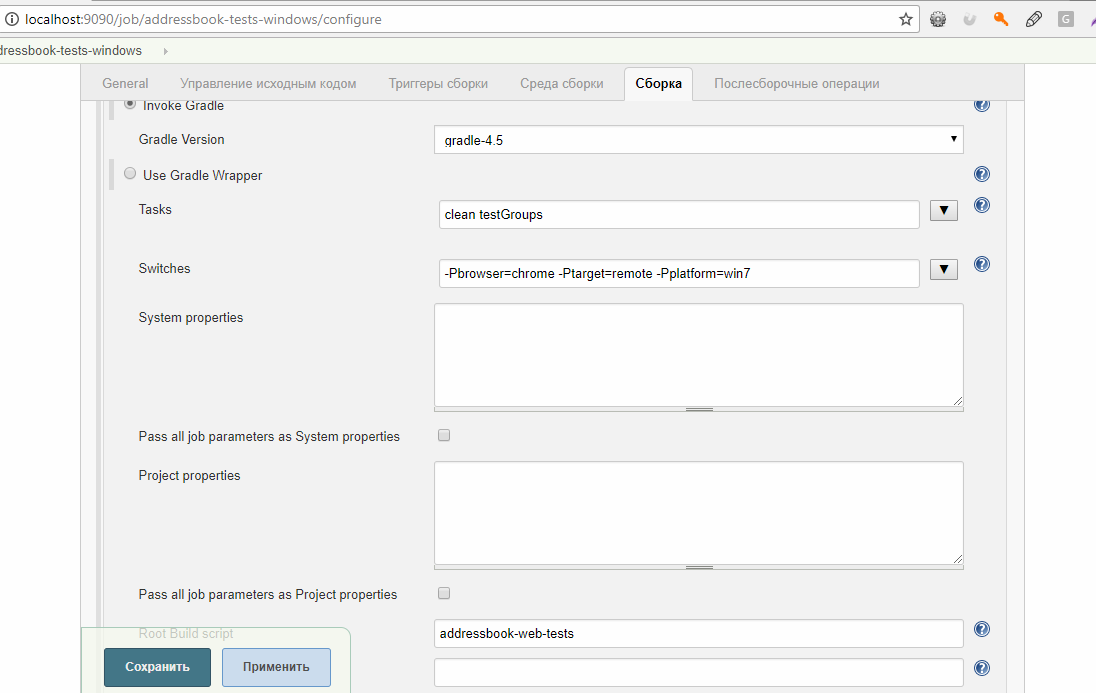 localhost:9090/job/addressbook-tests-windows/configure
G
dressbook-tests-windows
General Управление исходным кодом Триггеры сборки Среда сборки Сборка Послесборочные операции
Invoke Gradle
Gradle Version gradle-4.5
Use Gradle Wrapper
Tasks clean testGroups
Switches -Pbrowser=chrome -Ptarget=remote -Pplatform=win7
System properties
Pass all job parameters as System properties
Project properties
Pass all job parameters as Project properties
Root Build script addressbook-web-tests
Сохранить Применить